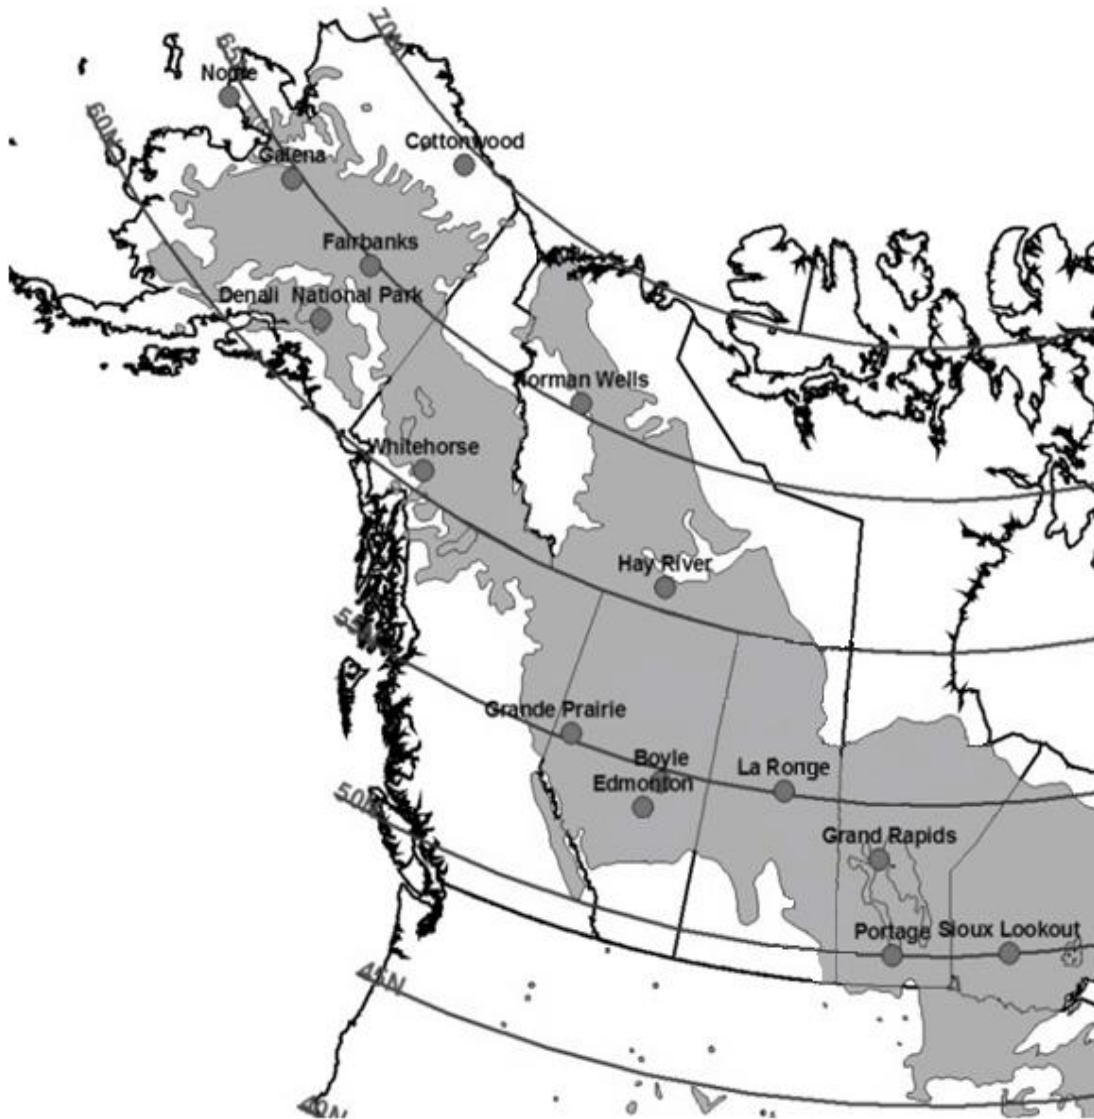 70N
65N
Nome
60N
Cottonwood
Galena
Fairbanks
Denali National Park
Norman Wells
Whitehorse
Hay River
55N
Grande Prairie
Boyle
La Ronge
Edmonton
50N
Grand Rapids
Portage
Sioux Lookout
45N
40N